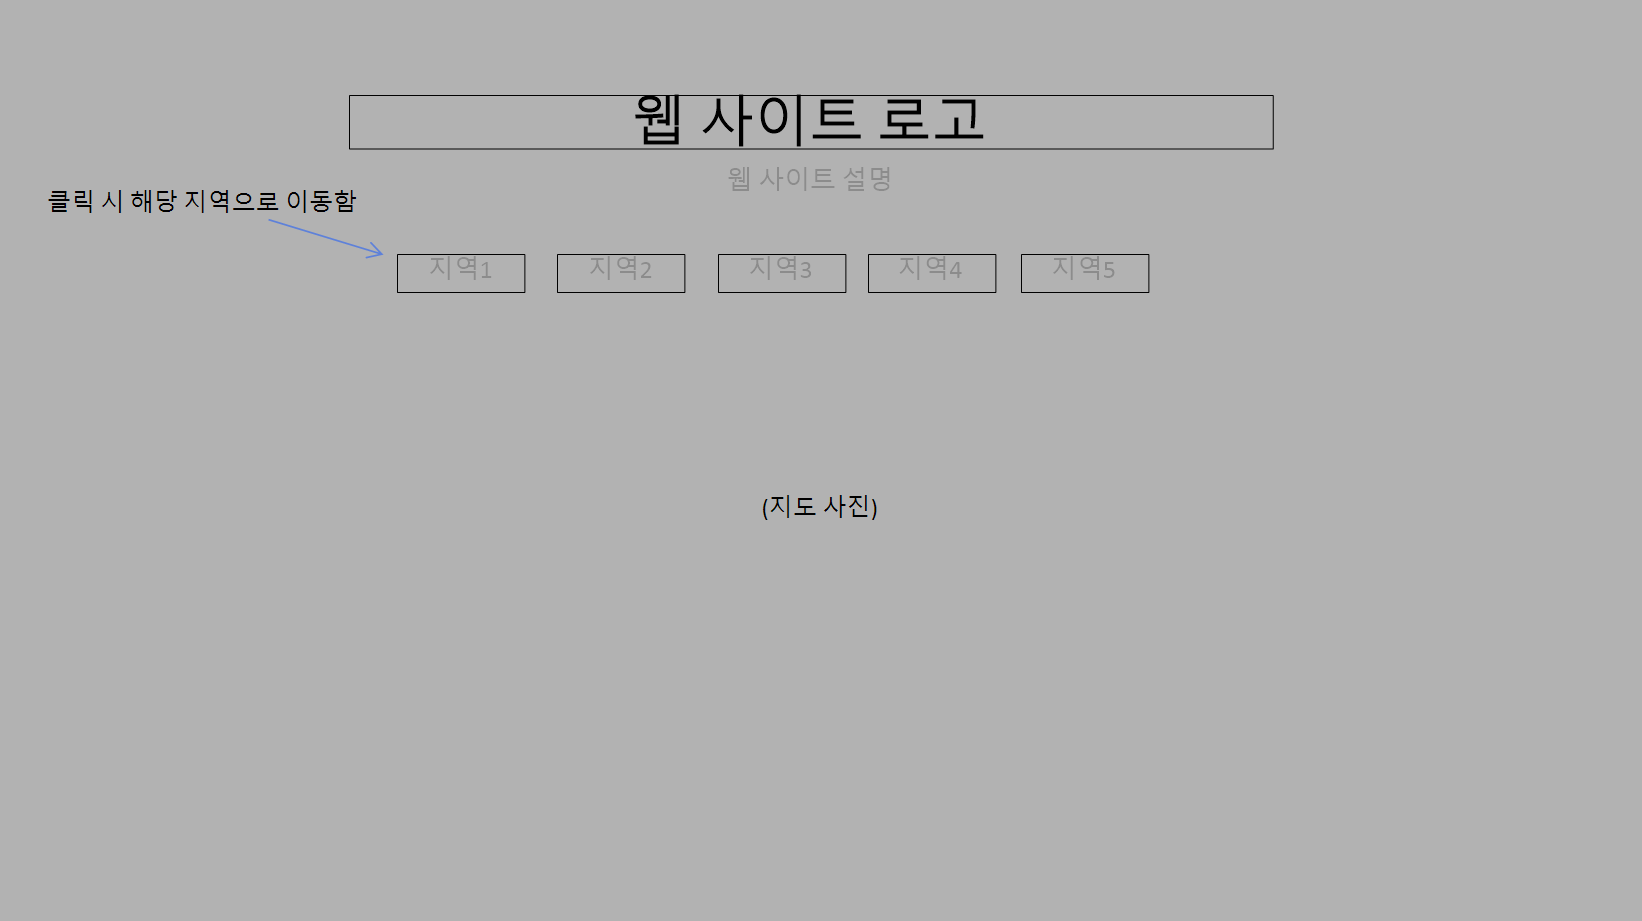 웹 사이트 로고
웹 사이트 설명
클릭 시 해당 지역으로 이동함
지역1 지역2 지역3 지역4 지역5
(지도 사진)